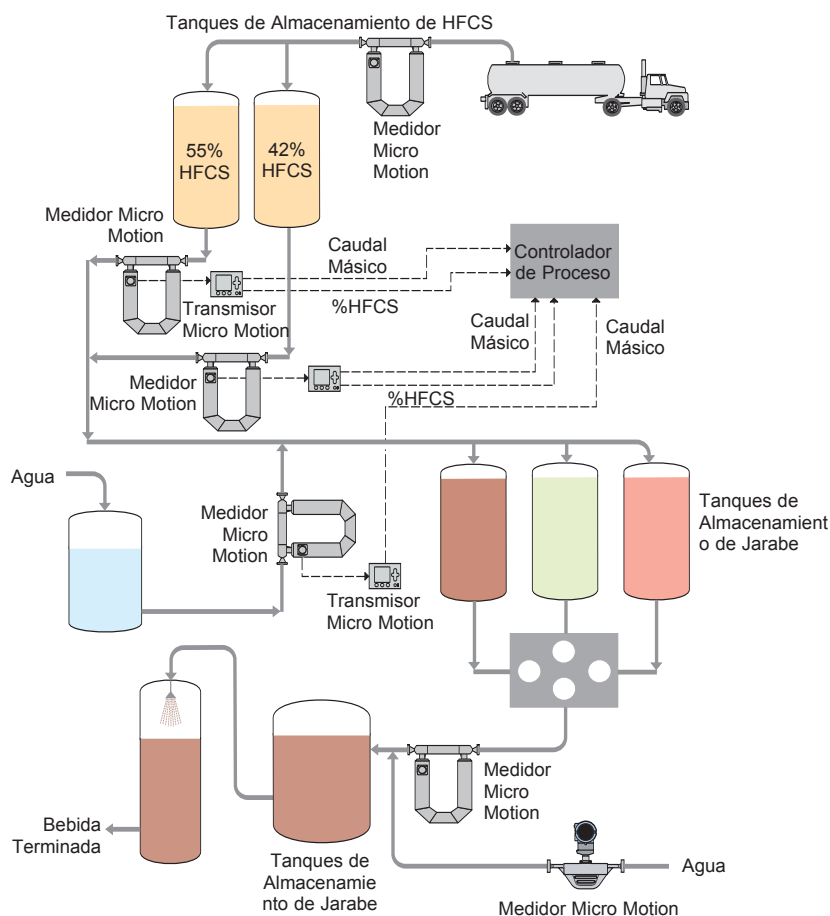 Tanques de Almacenamiento de HFCS
Medidor
Micro
Motion
55%
HFCS
42%
HFCS
Medidor Micro
Motion
Caudal
Másico
Controlador
de Proceso
%HFCS
Transmisor
Micro Motion
Caudal
Másico
Caudal
Másico
Medidor
Micro Motion
%HFCS
Agua
Medidor
Micro
Motion
Tanques de
Almacenamient
o de Jarabe
Transmisor
Micro Motion
Medidor
Micro
Motion
Bebida
Terminada
Tanques de
Almacenamie
nto de Jarabe
Agua
Medidor Micro Motion